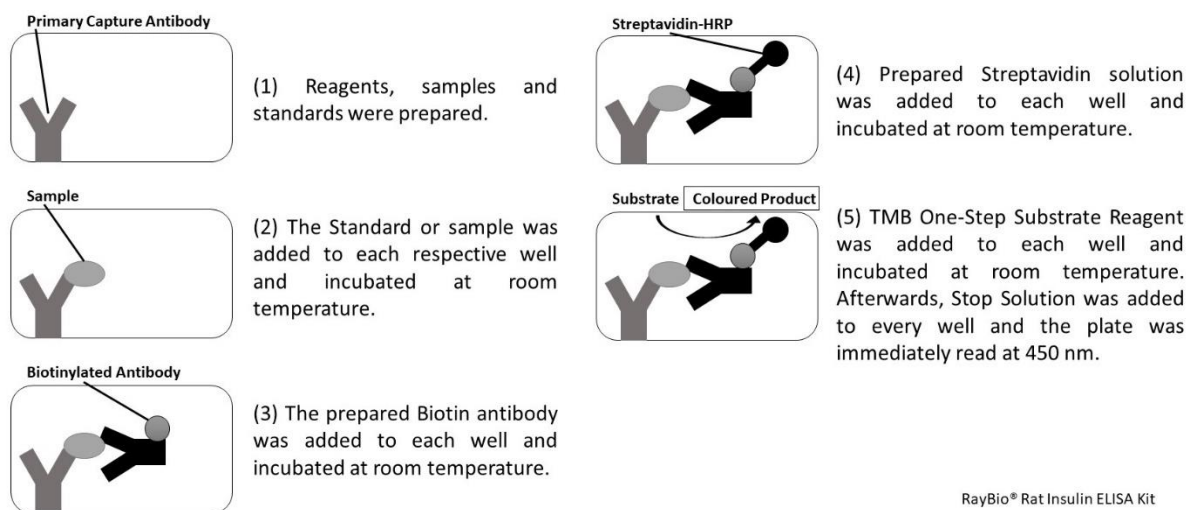 Primary Capture Antibody
(1) Reagents, samples and
standards were prepared.
Sample
(2) The Standard or sample was
added to each respective well
and incubated at room
temperature.
Biotinylated Antibody
(3) The prepared Biotin antibody
was added to each well and
incubated at room temperature.
Streptavidin-HRP
(4) Prepared Streptavidin solution
was added to each well and
incubated at room temperature.
Substrate Coloured Product
(5) TMB One-Step Substrate Reagent
was added to each well and
incubated at room temperature.
Afterwards, Stop Solution was added
to every well and the plate was
immediately read at 450 nm.
RayBio® Rat Insulin ELISA Kit